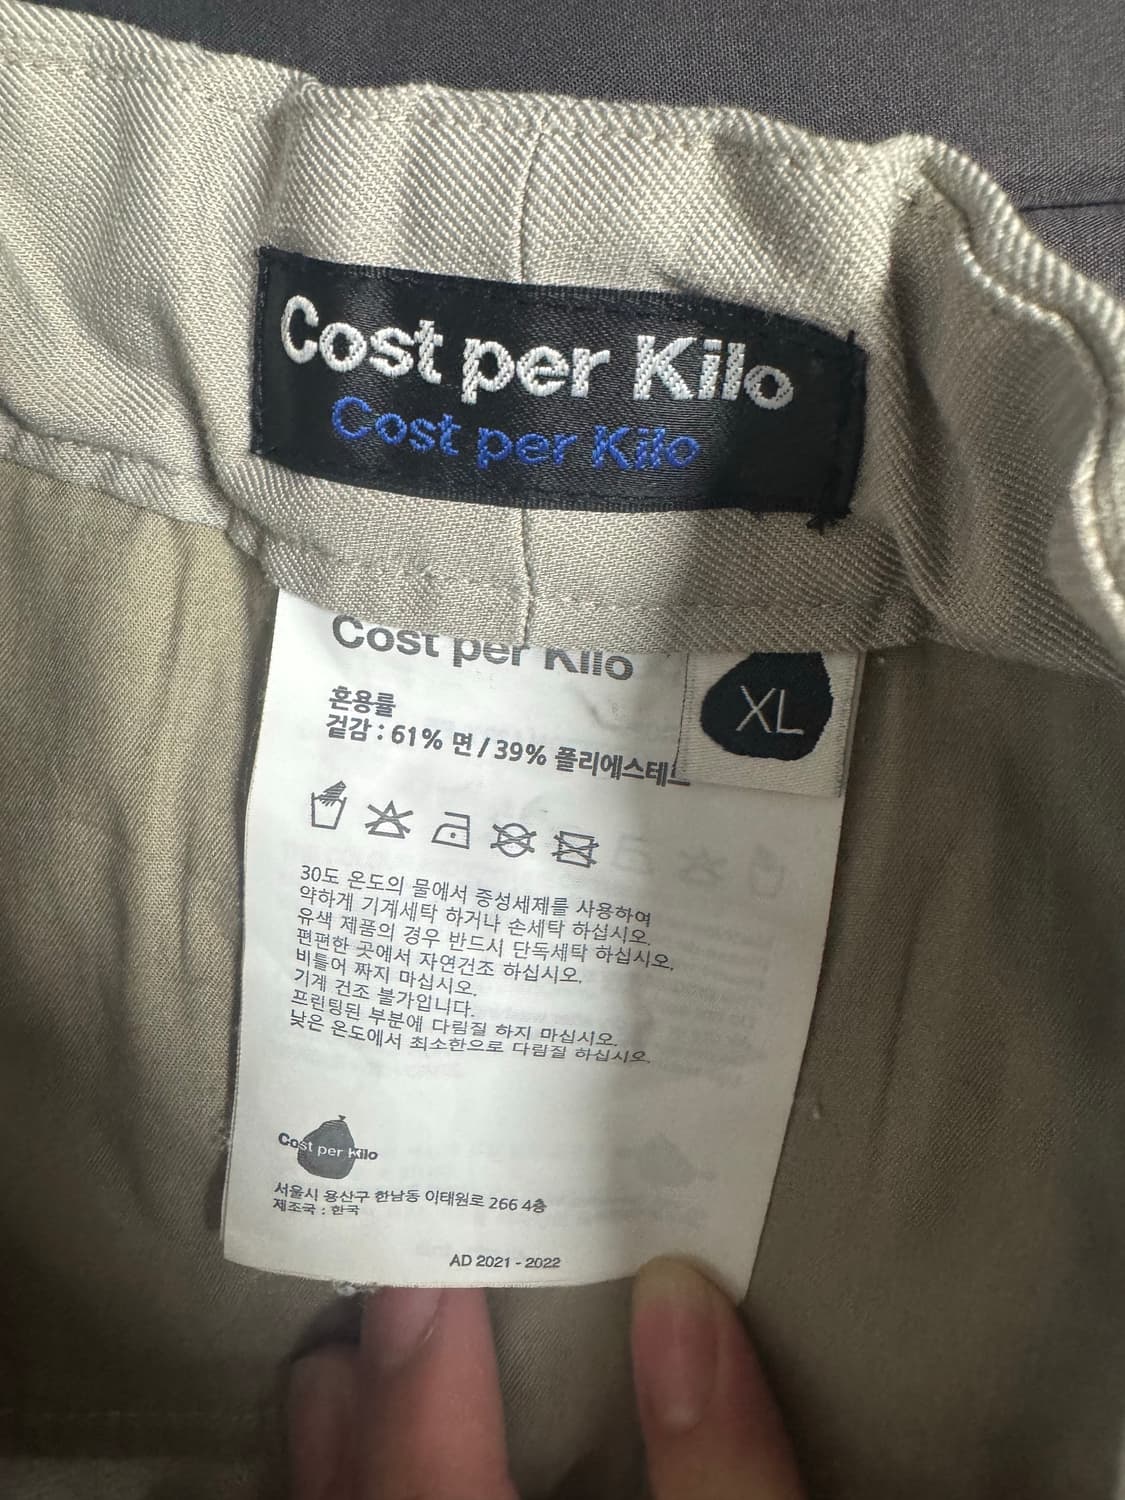 Cost per Kilo
Cost per Kilo
Cost per Kilo
XL
혼용률
겉감 : 61% 면 / 39% 폴리에스테르
30도 온도의 물에서 중성세제를 사용하여
약하게 기계세탁 하거나 손세탁 하십시오.
유색 제품의 경우 반드시 단독세탁 하십시오.
편편한 곳에서 자연건조 하십시오.
비틀어 짜지 마십시오.
기계 건조 불가입니다.
프린팅된 부분에 다림질 하지 마십시오.
낮은 온도에서 최소한으로 다림질 하십시오.
Cost per Kilo
서울시 용산구 한남동 이태원로 266 4층
제조국 : 한국
AD 2021 - 2022